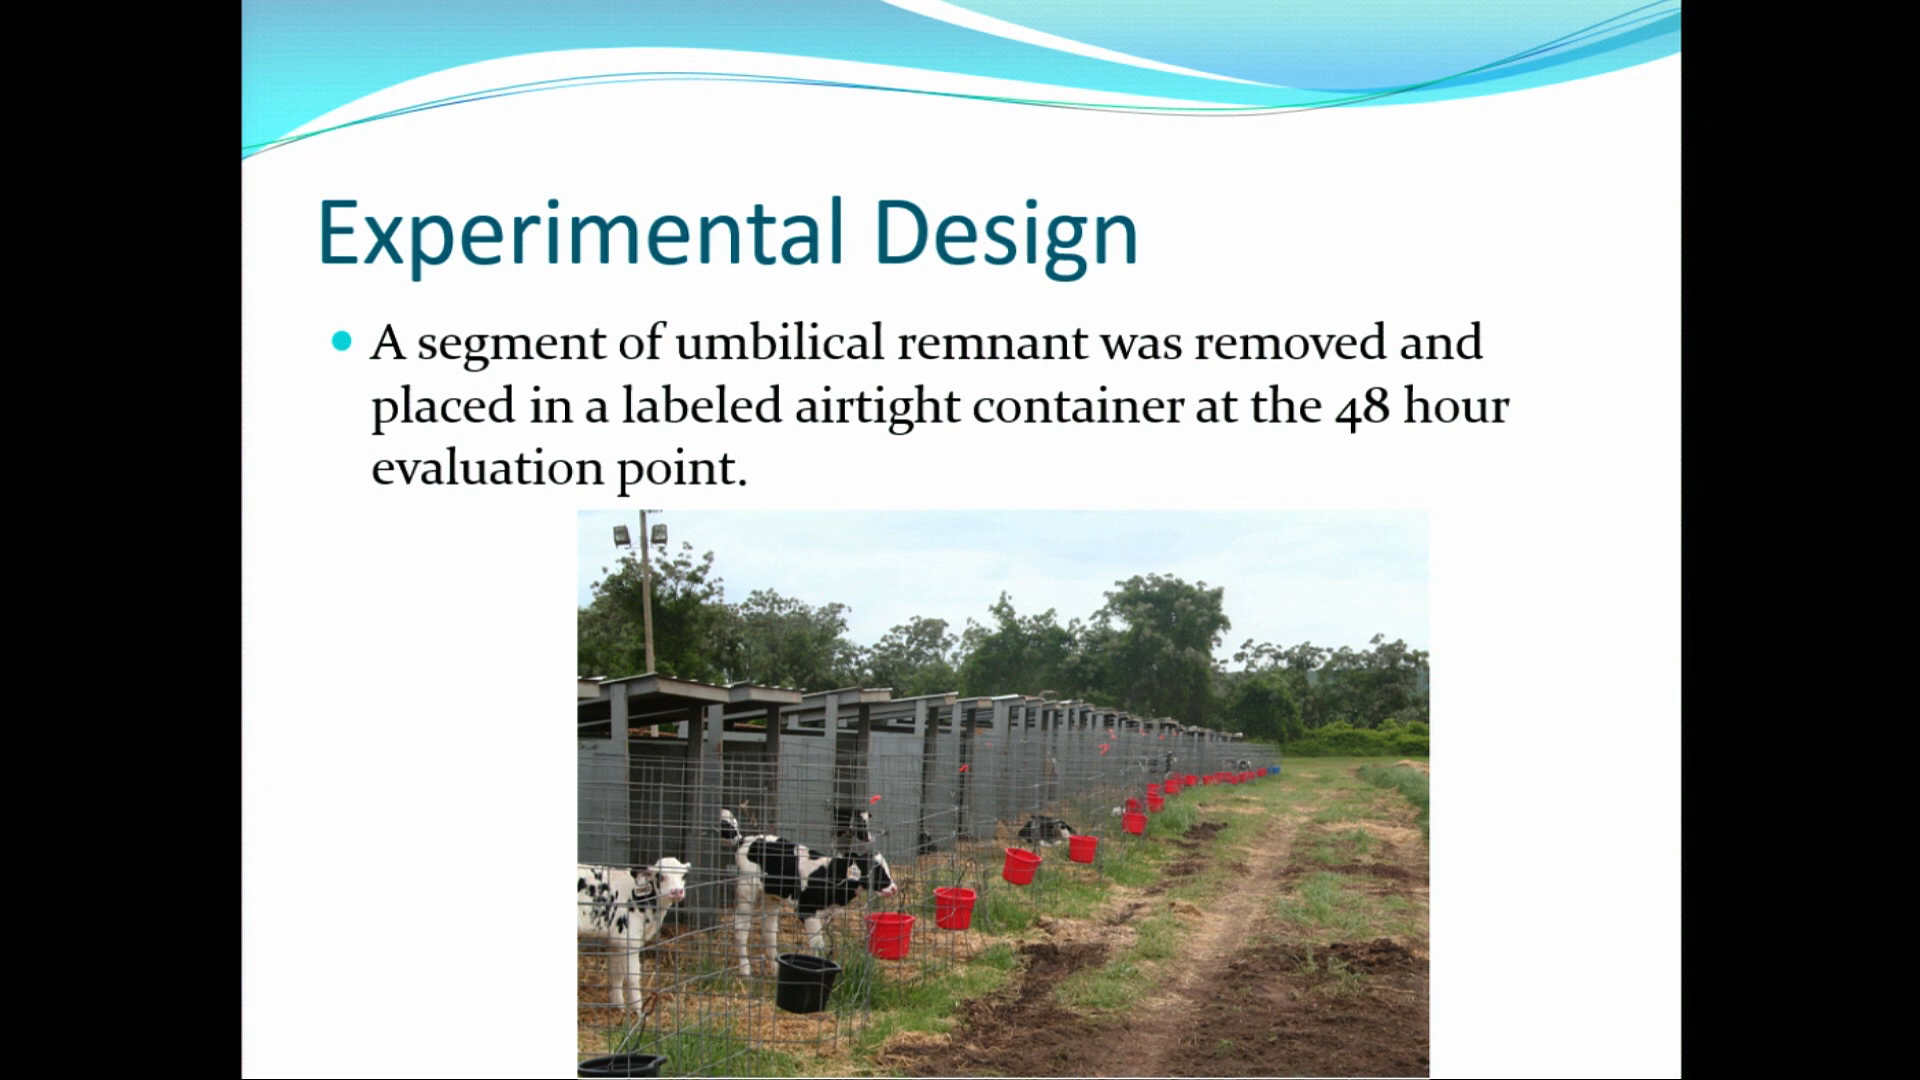 Experimental Design
A segment of umbilical remnant was removed and
placed in a labeled airtight container at the 48 hour
evaluation point.